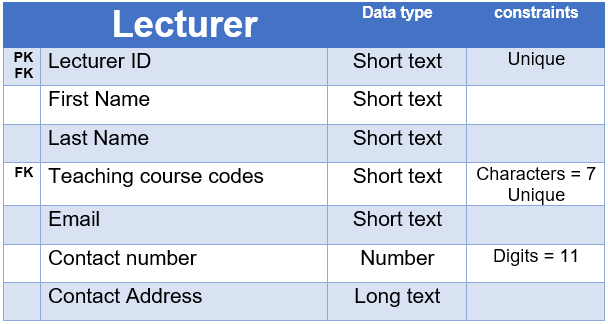 Lecturer Data type constraints
PK
FK Lecturer ID Short text Unique
First Name Short text
Last Name Short text
FK Teaching course codes Short text Characters = 7
Unique
Email Short text
Contact number Number Digits = 11
Contact Address Long text